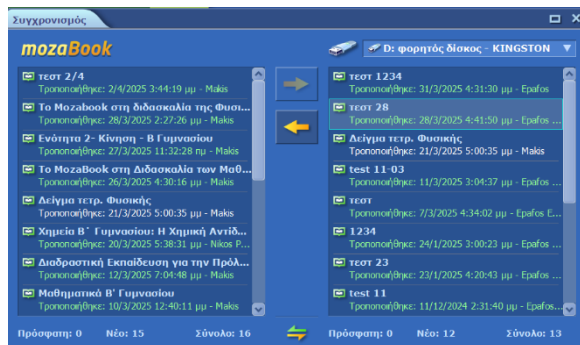 Συγχρονισμός
mozaBook
D: φορητός δίσκος - KINGSTON
τεστ 2/4
Τροποποιήθηκε: 2/4/2025 3:44:19 μμ - Makis
Το Mozabook στη διδασκαλία της Φυσι...
Τροποποιήθηκε: 28/3/2025 2:27:26 μμ - Makis
Ενότητα 2- Κίνηση - Β Γυμνασίου
Τροποποιήθηκε: 27/3/2025 11:32:28 πμ - Makis
Το MozaBook στη Διδασκαλία των Μαθ...
Τροποποιήθηκε: 26/3/2025 4:30:16 μμ - Makis
Δείγμα τετρ. Φυσικής
Τροποποιήθηκε: 21/3/2025 5:00:35 μμ - Makis
Χημεία Β΄ Γυμνασίου: Η Χημική Αντίδ...
Τροποποιήθηκε: 20/3/2025 5:38:31 μμ - Nikos P...
Διαδραστική Εκπαίδευση για την Πρόλ...
Τροποποιήθηκε: 12/3/2025 7:04:48 μμ - Makis
Μαθηματικά Β' Γυμνασίου
Τροποποιήθηκε: 10/3/2025 12:40:11 μμ - Makis
Πρόσφατη: 0 Νέο: 15 Σύνολο: 16
τεστ 1234
Τροποποιήθηκε: 31/3/2025 4:31:30 μμ - Epafos
τεστ 28
Τροποποιήθηκε: 28/3/2025 4:41:50 μμ - Epafos ...
Δείγμα τετρ. Φυσικής
Τροποποιήθηκε: 21/3/2025 5:00:35 μμ - Makis
test 11-03
Τροποποιήθηκε: 11/3/2025 3:04:37 μμ - Epafos ...
τεστ
Τροποποιήθηκε: 7/3/2025 4:34:02 μμ - Epafos E...
1234
Τροποποιήθηκε: 24/1/2025 3:00:23 μμ - Epafos ...
τεστ 23
Τροποποιήθηκε: 23/1/2025 4:20:43 μμ - Epafos ...
test 11
Τροποποιήθηκε: 11/12/2024 2:31:40 μμ - Epafos...
Πρόσφατη: 0 Νέο: 12 Σύνολο: 13